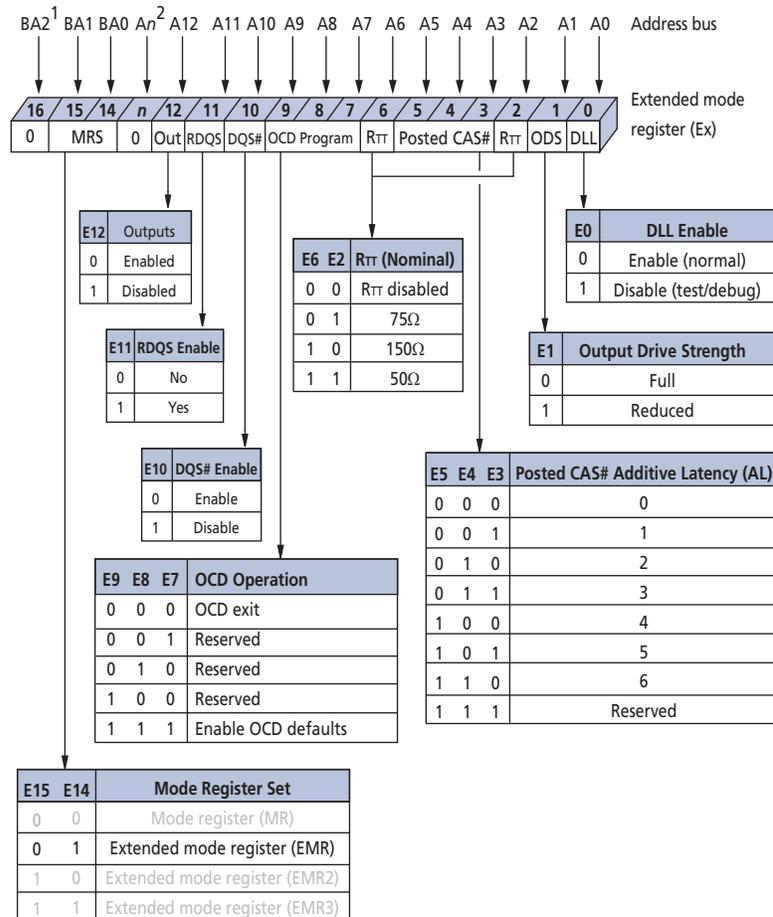 BA2¹ BA1 BA0 An² A12 A11 A10 A9 A8 A7 A6 A5 A4 A3 A2 A1 A0 Address bus
16 15 14 n 12 11 10 9 8 7 6 5 4 3 2 1 0
Extended mode
register (Ex)
0 MRS 0 Out RDQS DQS# OCD Program RTT Posted CAS# RTT ODS DLL
E12 Outputs
0 Enabled
1 Disabled
E0 DLL Enable
0 Enable (normal)
1 Disable (test/debug)
E6 E2 RTT (Nominal)
0 0 RTT disabled
0 1 75Ω
1 0 150Ω
1 1 50Ω
E11 RDQS Enable
0 No
1 Yes
E1 Output Drive Strength
0 Full
1 Reduced
E10 DQS# Enable
0 Enable
1 Disable
E5 E4 E3 Posted CAS# Additive Latency (AL)
0 0 0 0
0 0 1 1
0 1 0 2
0 1 1 3
1 0 0 4
1 0 1 5
1 1 0 6
1 1 1 Reserved
E9 E8 E7 OCD Operation
0 0 0 OCD exit
0 0 1 Reserved
0 1 0 Reserved
1 0 0 Reserved
1 1 1 Enable OCD defaults
E15 E14 Mode Register Set
0 0 Mode register (MR)
0 1 Extended mode register (EMR)
1 0 Extended mode register (EMR2)
1 1 Extended mode register (EMR3)